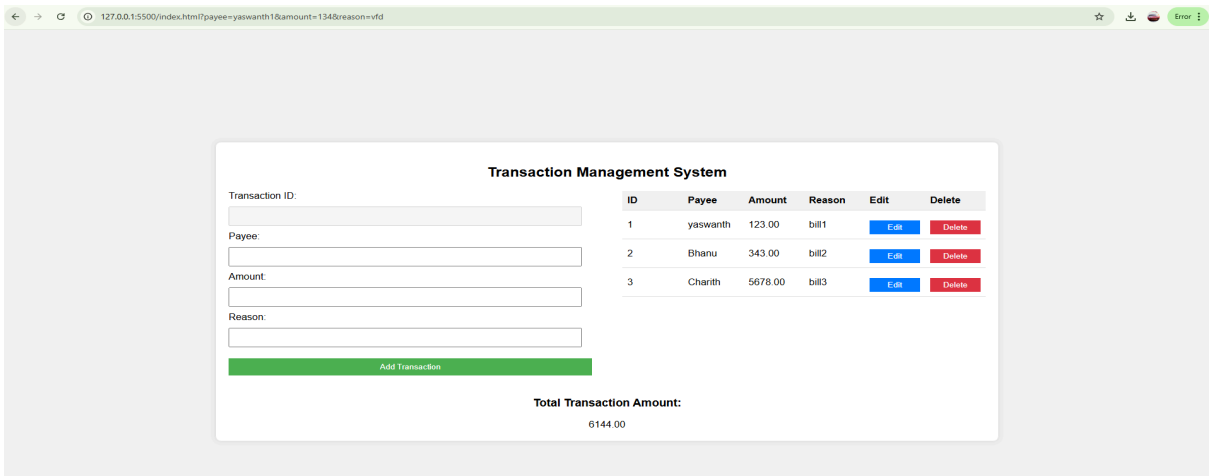 127.0.0.1:5500/index.html?payee=yaswanth1&amount=134&reason=vfd
Error
Transaction Management System
Transaction ID:
Payee:
Amount:
Reason:
Add Transaction
ID Payee Amount Reason Edit Delete
1 yaswanth 123.00 bill1 Edit Delete
2 Bhanu 343.00 bill2 Edit Delete
3 Charith 5678.00 bill3 Edit Delete
Total Transaction Amount:
6144.00